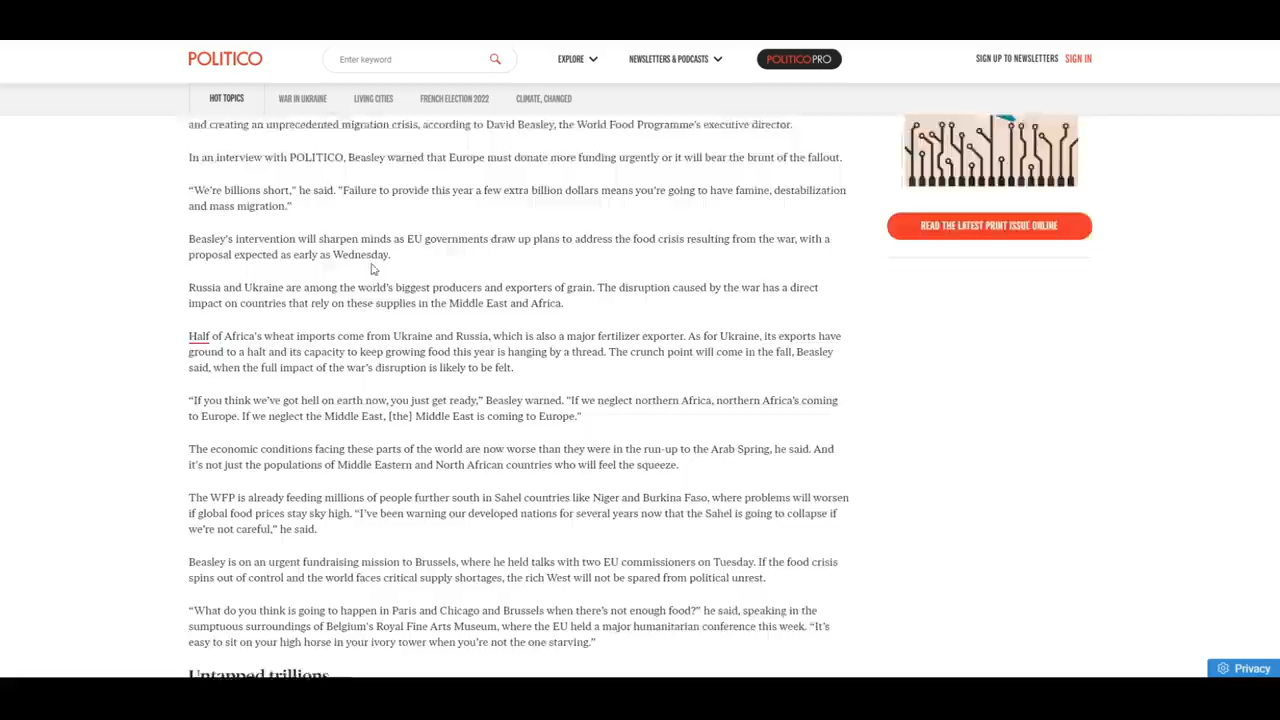 POLITICO
Enter keyword
EXPLORE
NEWSLETTERS & PODCASTS
POLITICOPRO
SIGN UP TO NEWSLETTERS
SIGN IN
HOT TOPICS
WAR IN UKRAINE
LIVING CITIES
FRENCH ELECTION 2022
CLIMATE, CHANGED
and creating an unprecedented migration crisis, according to David Beasley, the World Food Programme's executive director.
In an interview with POLITICO, Beasley warned that Europe must donate more funding urgently or it will bear the brunt of the fallout.
“We're billions short,” he said. "Failure to provide this year a few extra billion dollars means you're going to have famine, destabilization
and mass migration.”
Beasley's intervention will sharpen minds as EU governments draw up plans to address the food crisis resulting from the war, with a
proposal expected as early as Wednesday.
Russia and Ukraine are among the world's biggest producers and exporters of grain. The disruption caused by the war has a direct
impact on countries that rely on these supplies in the Middle East and Africa.
Half of Africa's wheat imports come from Ukraine and Russia, which is also a major fertilizer exporter. As for Ukraine, its exports have
ground to a halt and its capacity to keep growing food this year is hanging by a thread. The crunch point will come in the fall, Beasley
said, when the full impact of the war's disruption is likely to be felt.
“If you think we've got hell on earth now, you just get ready,” Beasley warned. "If we neglect northern Africa, northern Africa's coming
to Europe. If we neglect the Middle East, [the] Middle East is coming to Europe."
The economic conditions facing these parts of the world are now worse than they were in the run-up to the Arab Spring, he said. And
it's not just the populations of Middle Eastern and North African countries who will feel the squeeze.
The WFP is already feeding millions of people further south in Sahel countries like Niger and Burkina Faso, where problems will worsen
if global food prices stay sky high. “I've been warning our developed nations for several years now that the Sahel is going to collapse if
we're not careful,” he said.
Beasley is on an urgent fundraising mission to Brussels, where he held talks with two EU commissioners on Tuesday. If the food crisis
spins out of control and the world faces critical supply shortages, the rich West will not be spared from political unrest.
“What do you think is going to happen in Paris and Chicago and Brussels when there's not enough food?” he said, speaking in the
sumptuous surroundings of Belgium's Royal Fine Arts Museum, where the EU held a major humanitarian conference this week. “It's
easy to sit on your high horse in your ivory tower when you're not the one starving.”
Untapped trillions
READ THE LATEST PRINT ISSUE ONLINE
Privacy